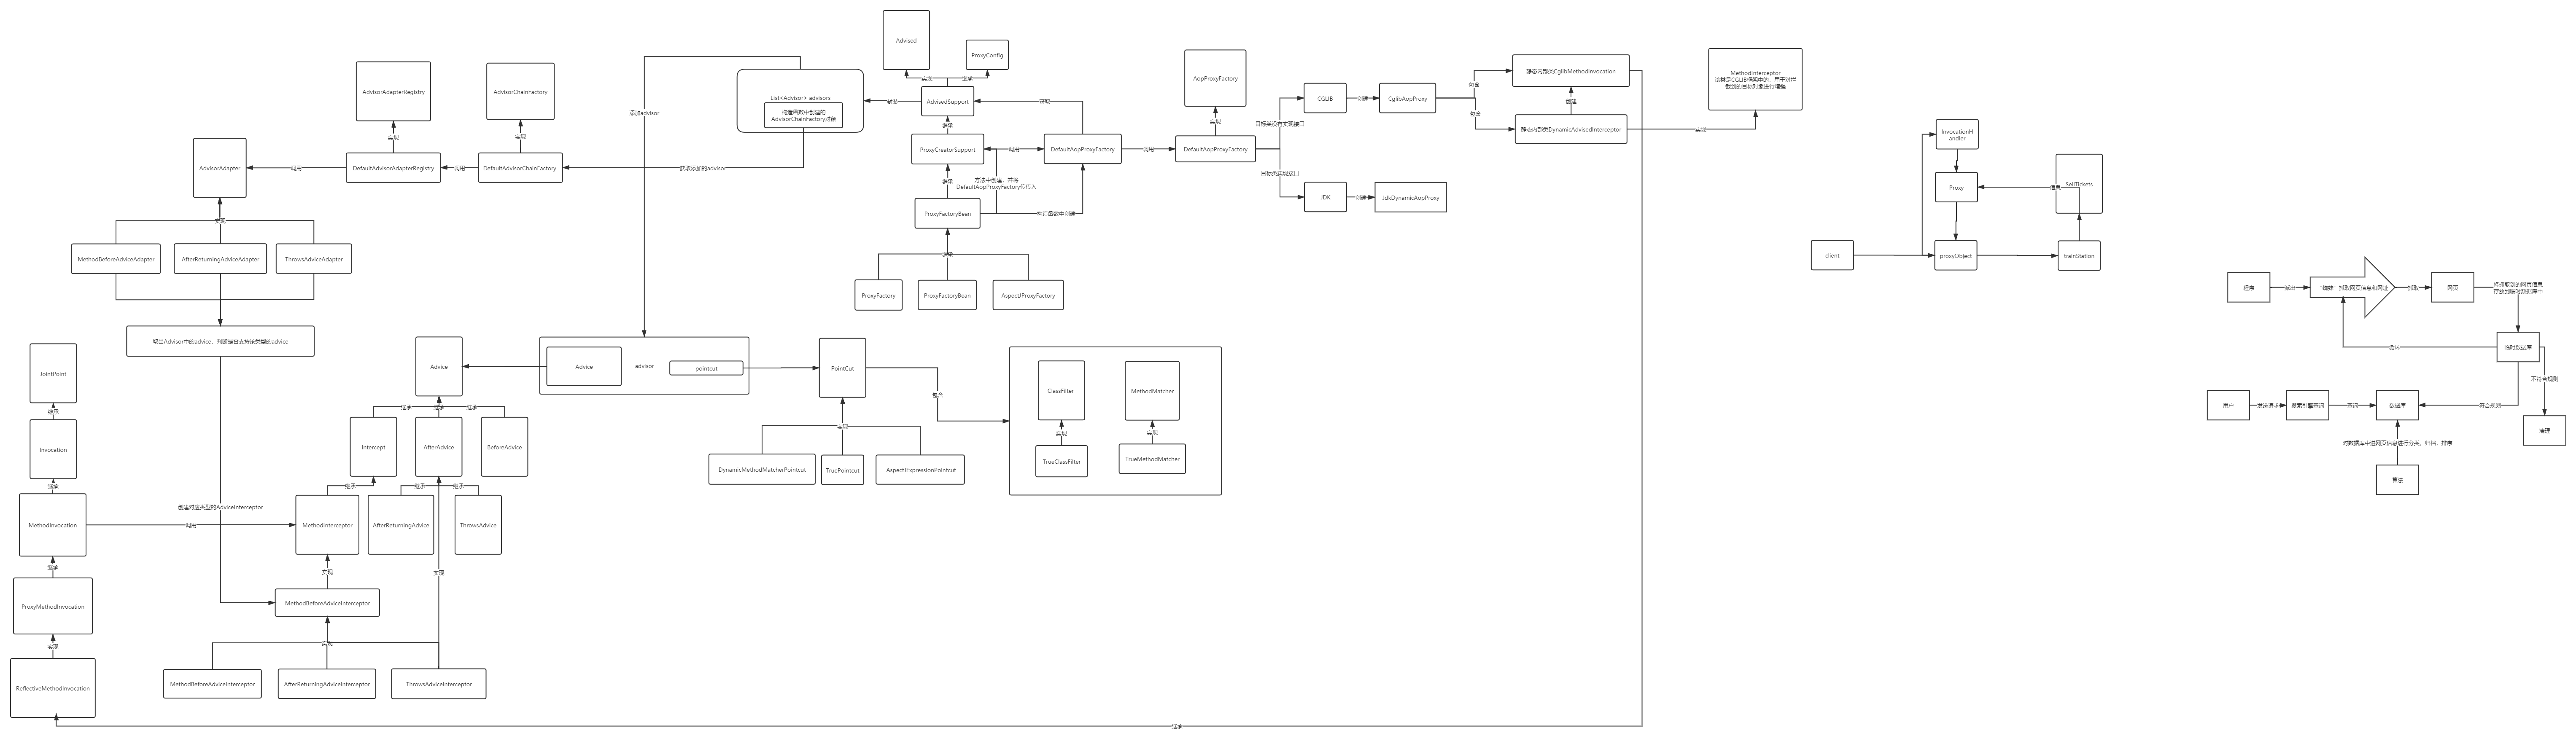 Advised
ProxyConfig
实现
继承
AdvisorAdapterRegistry
AdvisorChainFactory
List<Advisor> advisors
构造函数中创建的
AdvisorChainFactory对象
封装
AdvisedSupport
获取
添加advisor
实现
实现
继承
AdvisorAdapter
调用
DefaultAdvisorAdapterRegistry
调用
DefaultAdvisorChainFactory
获取添加的advisor
ProxyCreatorSupport
调用
DefaultAopProxyFactory
调用
继承
方法中创建，并将
DefaultAopProxyFactory传传入
ProxyFactoryBean
构造函数中创建
继承
ProxyFactory
ProxyFactoryBean
AspectJProxyFactory
AopProxyFactory
实现
DefaultAopProxyFactory
目标类没有实现接口
目标类实现接口
CGLIB
创建
CglibAopProxy
包含
包含
静态内部类CglibMethodInvocation
创建
静态内部类DynamicAdvisedInterceptor
实现
MethodInterceptor
该类是CGLIB框架中的，用于对拦
截到的目标对象进行增强
JDK
创建
JdkDynamicAopProxy
实现
MethodBeforeAdviceAdapter
AfterReturningAdviceAdapter
ThrowsAdviceAdapter
取出Advisor中的advice，判断是否支持该类型的advice
创建对应类型的AdviceInterceptor
JointPoint
继承
Invocation
继承
MethodInvocation
调用
继承
ProxyMethodInvocation
实现
ReflectiveMethodInvocation
Advice
Advice
advisor
pointcut
PointCut
包含
继承
继承
继承
Intercept
AfterAdvice
BeforeAdvice
继承
继承
继承
MethodInterceptor
AfterReturningAdvice
ThrowsAdvice
实现
实现
MethodBeforeAdviceInterceptor
实现
MethodBeforeAdviceInterceptor
AfterReturningAdviceInterceptor
ThrowsAdviceInterceptor
实现
DynamicMethodMatcherPointcut
TruePointcut
AspectJExpressionPointcut
ClassFilter
MethodMatcher
实现
实现
TrueClassFilter
TrueMethodMatcher
继承
InvocationH
andler
Proxy
信息
SellTickets
client
proxyObject
trainStation
程序
派出
“蜘蛛”抓取网页信息和网址
抓取
网页
将抓取到的网页信息
存放到临时数据库中
循环
临时数据库
不符合规则
用户
发送请求
搜索引擎查询
查询
数据库
符合规则
清理
对数据库中进网页信息进行分类，归档，排序
算法